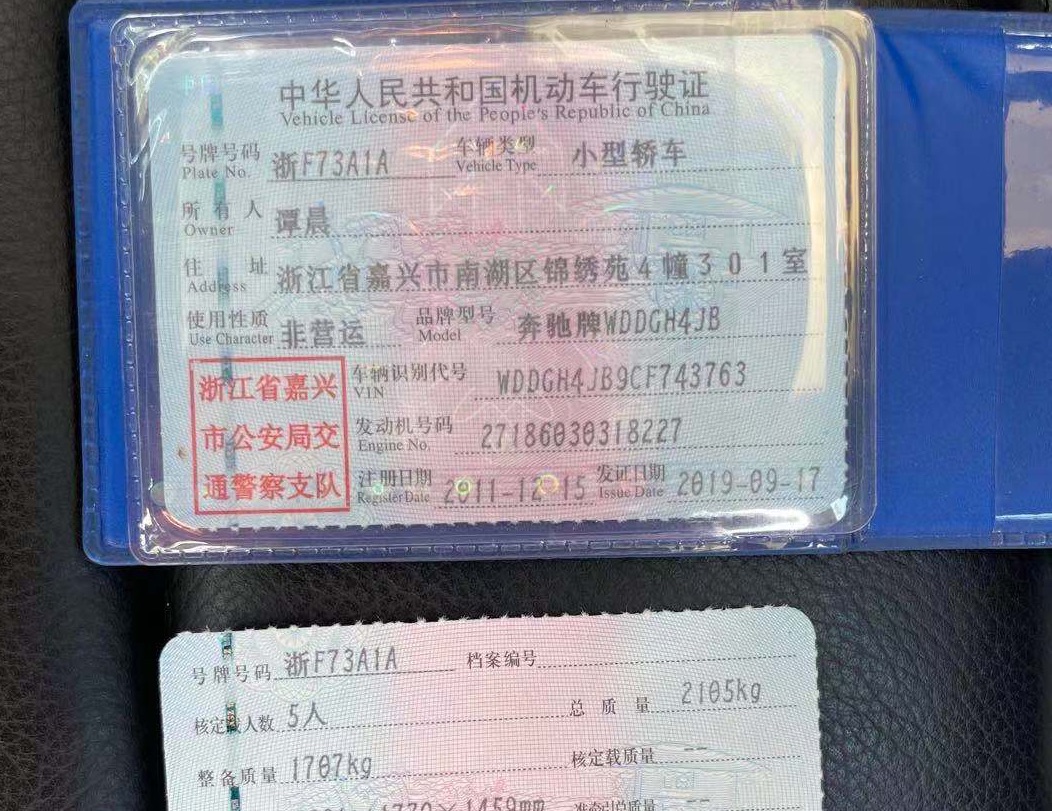 中华人民共和国机动车行驶证
Vehicle License of the People's Republic of China
号牌号码 浙F73A1A 车辆类型 小型轿车
Plate No. Vehicle Type
所有人 谭晨
Owner
住址 浙江省嘉兴市南湖区锦绣苑4幢301室
Address
使用性质 非营运 品牌型号 奔驰牌WDDGH4JB
Use Character Model
浙江省嘉兴
市公安局交
通警察支队
车辆识别代号 WDDGH4JB9CF743763
VIN
发动机号码 27186030318227
Engine No.
注册日期 2011-12-15 发证日期 2019-09-17
Register Date Issue Date
号牌号码 浙F73A1A 档案编号
核定载人数 5人 总质量 2105kg
整备质量 1707kg 核定载质量 --
1770×1459mm 准牵引总质量 --